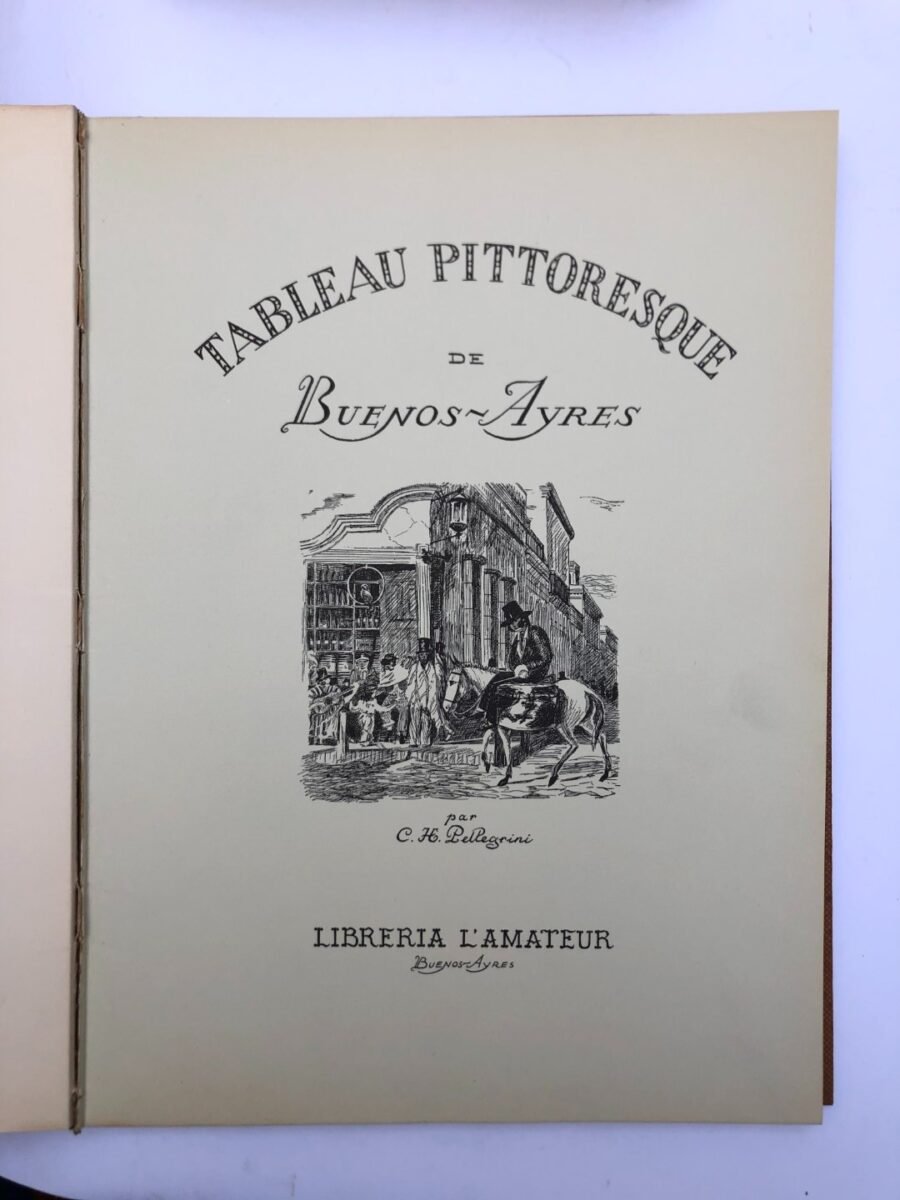 TABLEAU PITTORESQUE
DE
BUENOS~AYRES
par
C. H. Pellegrini
LIBRERIA L'AMATEUR
BUENOS~AYRES